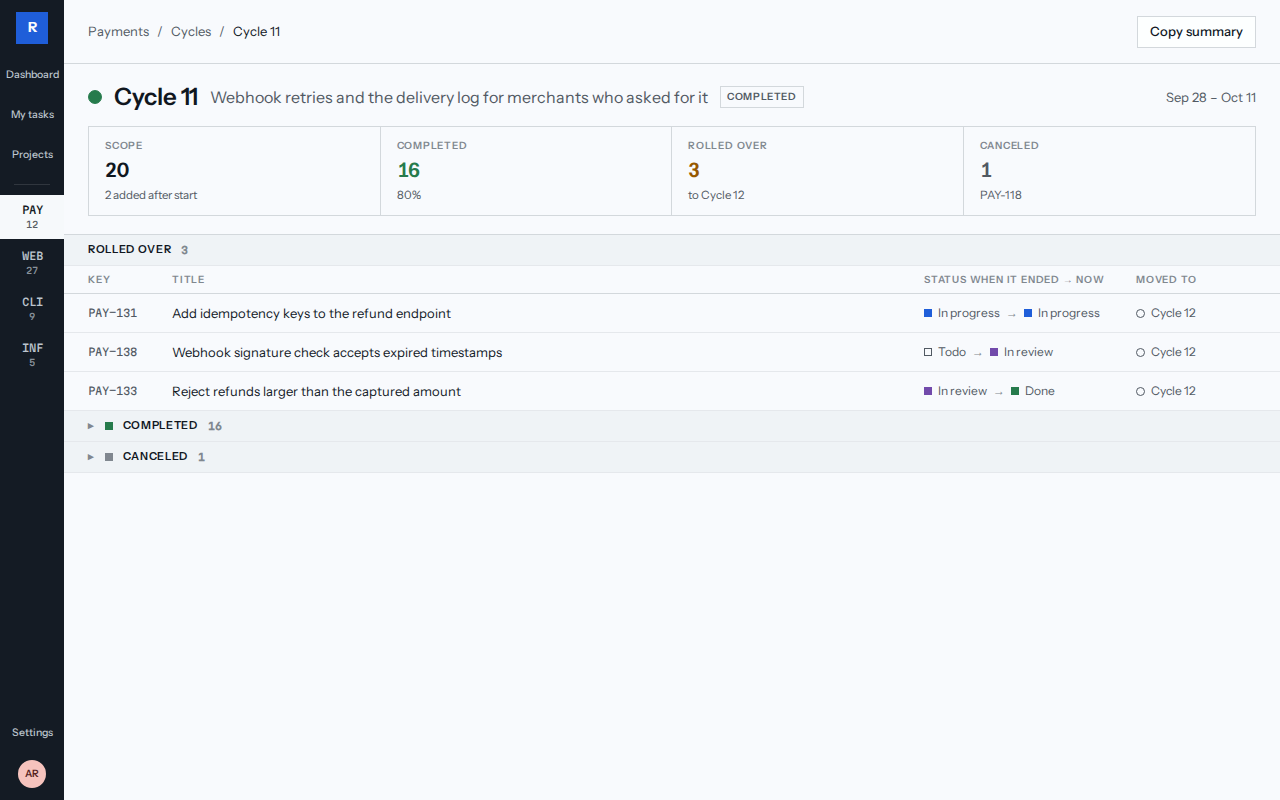 R
Dashboard
My tasks
Projects
PAY
12
WEB
27
CLI
9
INF
5
Settings
AR
Payments / Cycles / Cycle 11
Copy summary
Cycle 11 Webhook retries and the delivery log for merchants who asked for it COMPLETED Sep 28 – Oct 11
SCOPE
20
2 added after start
COMPLETED
16
80%
ROLLED OVER
3
to Cycle 12
CANCELED
1
PAY-118
ROLLED OVER 3
KEY TITLE STATUS WHEN IT ENDED → NOW MOVED TO
PAY-131 Add idempotency keys to the refund endpoint In progress → In progress Cycle 12
PAY-138 Webhook signature check accepts expired timestamps Todo → In review Cycle 12
PAY-133 Reject refunds larger than the captured amount In review → Done Cycle 12
COMPLETED 16
CANCELED 1